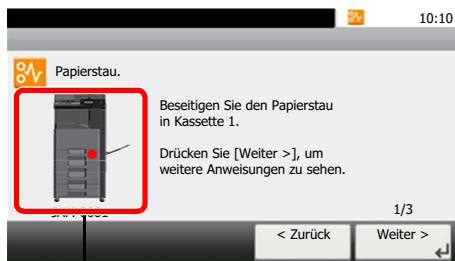 10:10
Papierstau.
Beseitigen Sie den Papierstau
in Kassette 1.
Drücken Sie [Weiter >], um
weitere Anweisungen zu sehen.
1/3
< Zurück
Weiter >